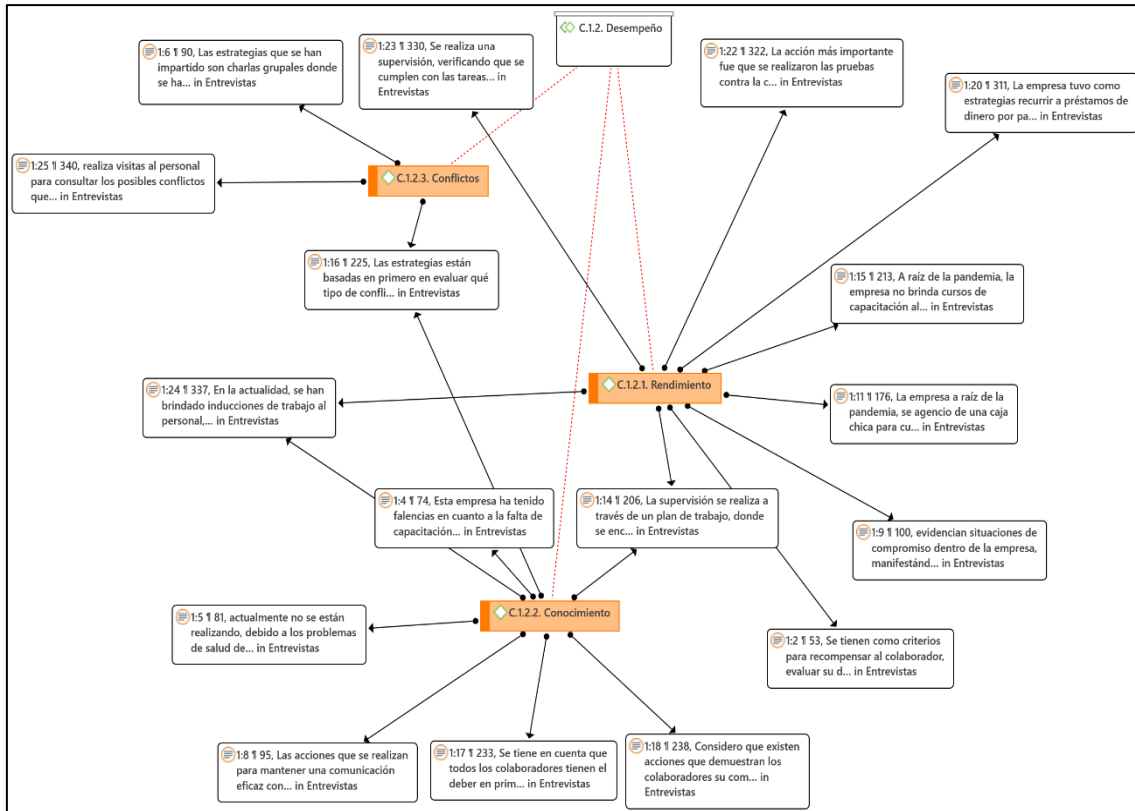 C.1.2. Desempeño
1:6 ¶ 90, Las estrategias que se han
impartido son charlas grupales donde
se ha... in Entrevistas
1:23 ¶ 330, Se realiza una
supervisión, verificando que se
cumplen con las tareas... in
Entrevistas
1:22 ¶ 322, La acción más importante
fue que se realizaron las pruebas
contra la c... in Entrevistas
1:20 ¶ 311, La empresa tuvo como
estrategias recurrir a préstamos de
dinero por pa... in Entrevistas
1:25 ¶ 340, realiza visitas al personal
para consultar los posibles conflictos
que... in Entrevistas
C.1.2.3. Conflictos
1:16 ¶ 225, Las estrategias están
basadas en primero en evaluar qué
tipo de confli... in Entrevistas
1:15 ¶ 213, A raíz de la pandemia, la
empresa no brinda cursos de
capacitación al... in Entrevistas
1:24 ¶ 337, En la actualidad, se han
brindado inducciones de trabajo al
personal,... in Entrevistas
C.1.2.1. Rendimiento
1:11 ¶ 176, La empresa a raíz de la
pandemia, se agencio de una caja
chica para cu... in Entrevistas
1:4 ¶ 74, Esta empresa ha tenido
falencias en cuanto a la falta de
capacitación... in Entrevistas
1:14 ¶ 206, La supervisión se realiza a
través de un plan de trabajo, donde
se enc... in Entrevistas
1:9 ¶ 100, evidencian situaciones de
compromiso dentro de la empresa,
manifestánd... in Entrevistas
C.1.2.2. Conocimiento
1:5 ¶ 81, actualmente no se están
realizando, debido a los problemas
de salud de... in Entrevistas
1:2 ¶ 53, Se tienen como criterios
para recompensar al colaborador,
evaluar su d... in Entrevistas
1:8 ¶ 95, Las acciones que se realizan
para mantener una comunicación
eficaz con... in Entrevistas
1:17 ¶ 233, Se tiene en cuenta que
todos los colaboradores tienen el
deber en prim... in Entrevistas
1:18 ¶ 238, Considero que existen
acciones que demuestran los
colaboradores su com... in
Entrevistas